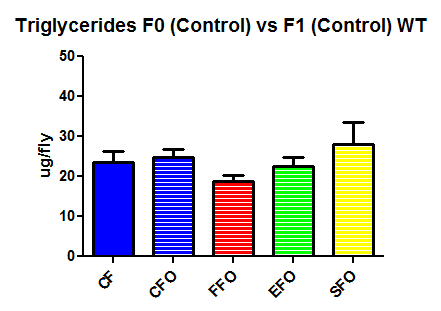 Triglycerides F0 (Control) vs F1 (Control) WT
50
40
30
20
10
0
ug/fly
CF
CFO
FFO
EFO
SFO